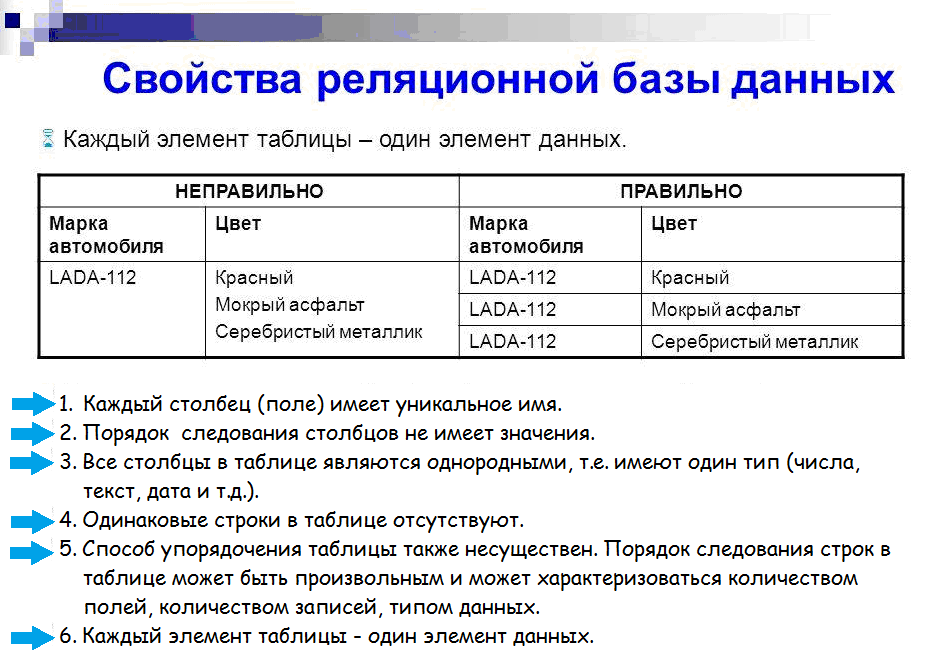 Свойства реляционной базы данных
Каждый элемент таблицы – один элемент данных.
НЕПРАВИЛЬНО ПРАВИЛЬНО
Марка автомобиля Цвет Марка автомобиля Цвет
LADA-112 Красный LADA-112 Красный
Мокрый асфальт LADA-112 Мокрый асфальт
Серебристый металлик LADA-112 Серебристый металлик
1. Каждый столбец (поле) имеет уникальное имя.
2. Порядок следования столбцов не имеет значения.
3. Все столбцы в таблице являются однородными, т.е. имеют один тип (числа,
текст, дата и т.д.).
4. Одинаковые строки в таблице отсутствуют.
5. Способ упорядочения таблицы также несуществен. Порядок следования строк в
таблице может быть произвольным и может характеризоваться количеством
полей, количеством записей, типом данных.
6. Каждый элемент таблицы - один элемент данных.